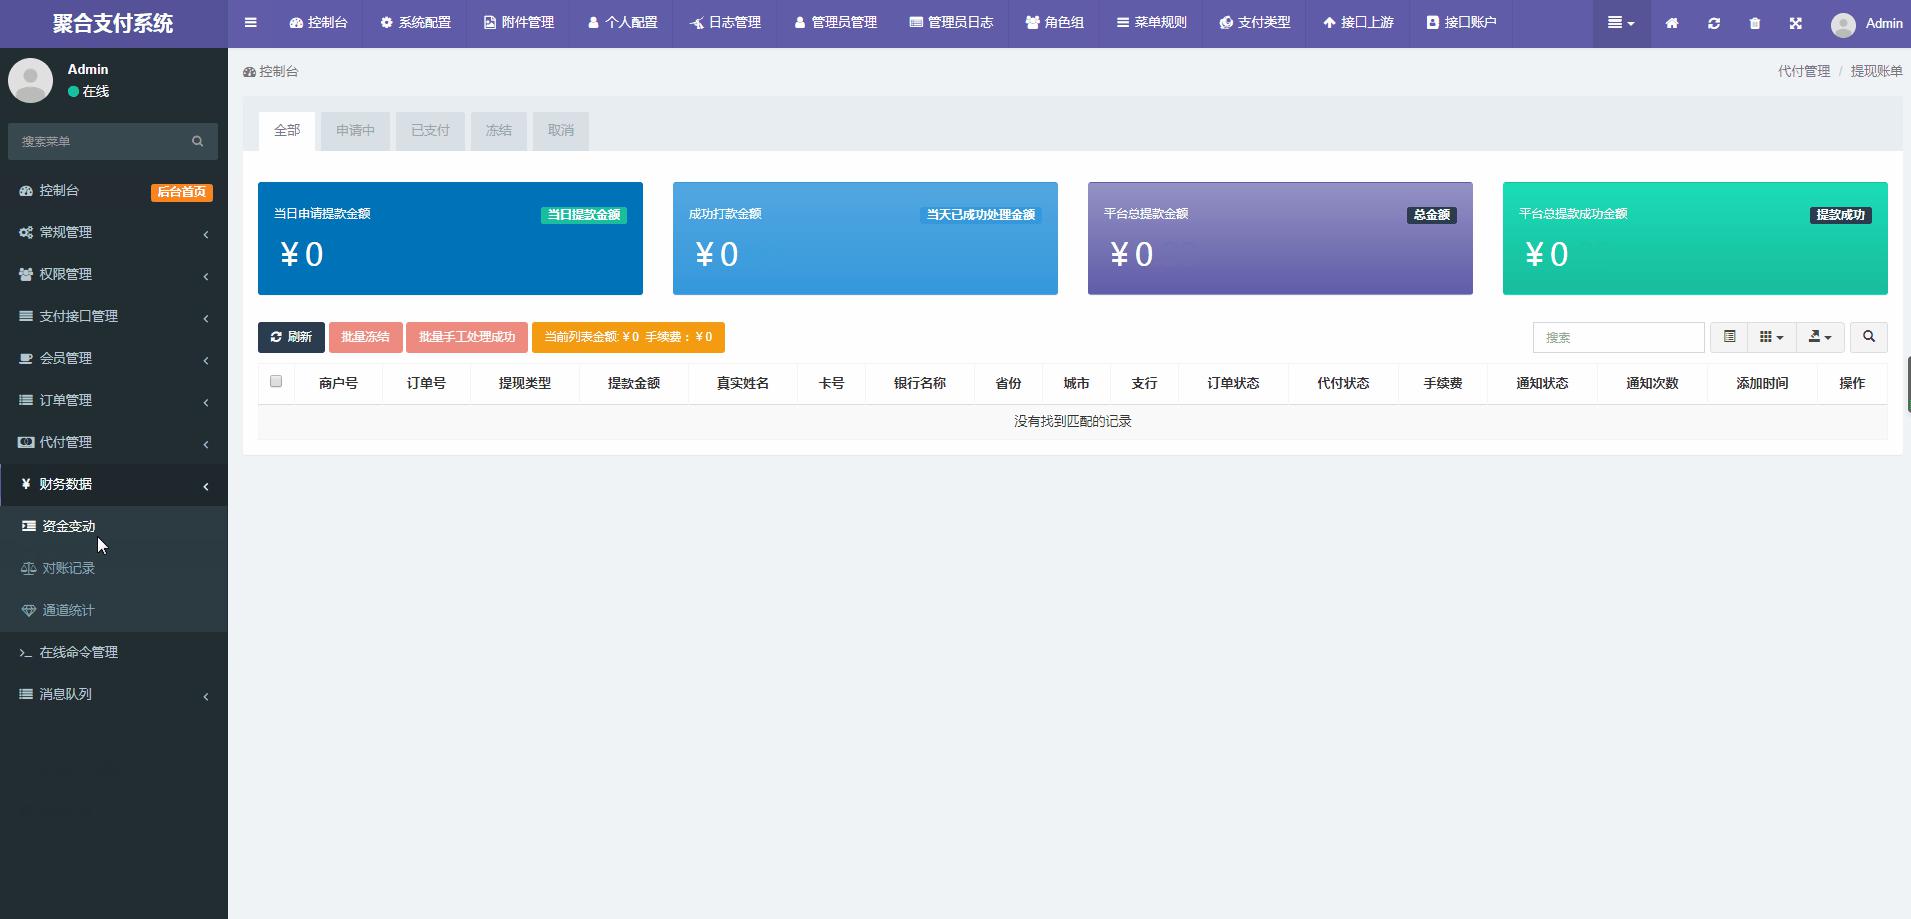 聚合支付系统
控制台 系统配置 附件管理 个人配置 日志管理 管理员管理 管理员日志 角色组 菜单规则 支付类型 接口上游 接口账户 Admin
Admin
在线
搜索菜单
控制台 后台首页
常规管理
权限管理
支付接口管理
会员管理
订单管理
代付管理
¥ 财务数据
资金变动
对账记录
通道统计
在线命令管理
消息队列
控制台
代付管理 / 提现账单
全部 申请中 已支付 冻结 取消
当日申请提款金额 当日提款金额
¥ 0
成功打款金额 当天已成功处理金额
¥ 0
平台总提款金额 总金额
¥ 0
平台总提款成功金额 提款成功
¥ 0
刷新 批量冻结 批量手工处理成功 当前列表金额: ¥ 0 手续费：¥ 0
搜索
商户号 订单号 提现类型 提款金额 真实姓名 卡号 银行名称 省份 城市 支行 订单状态 代付状态 手续费 通知状态 通知次数 添加时间 操作
没有找到匹配的记录